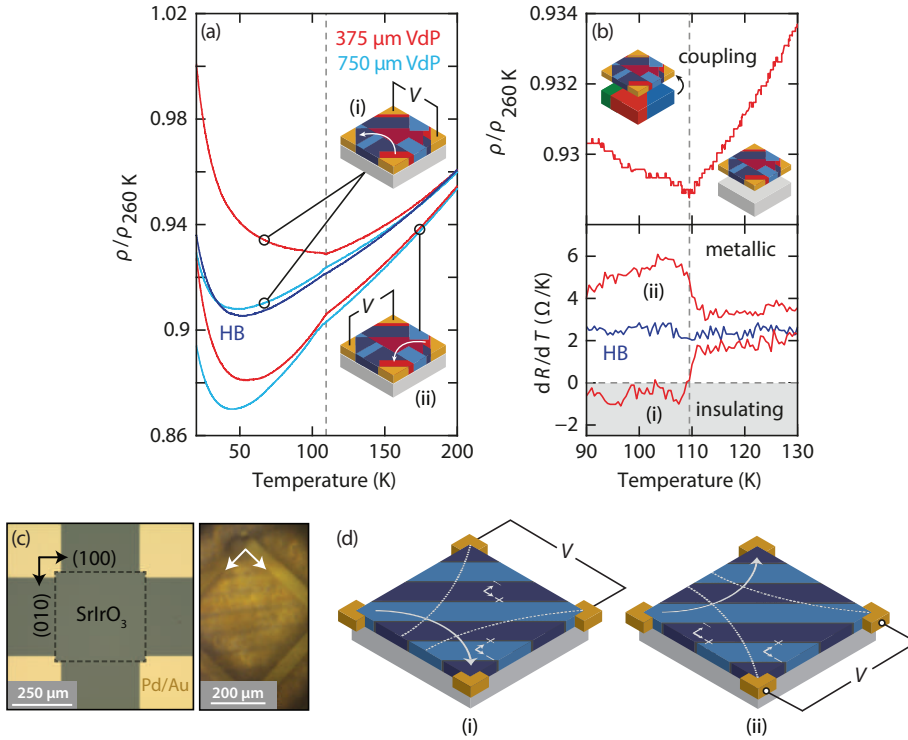 (a)
375 μm VdP
750 μm VdP
1.02
1.00
0.98
0.94
0.9
0.86
ρ/ρ260 K
(i)
V
HB
V
(ii)
50
100
150
200
Temperature (K)
(b)
coupling
0.934
0.932
0.93
ρ/ρ260 K
metallic
(ii)
HB
(i)
insulating
6
4
2
0
−2
dR/dT (Ω/K)
90
100
110
120
130
Temperature (K)
(c)
(100)
(010)
SrIrO3
Pd/Au
250 μm
200 μm
(d)
V
(i)
V
(ii)